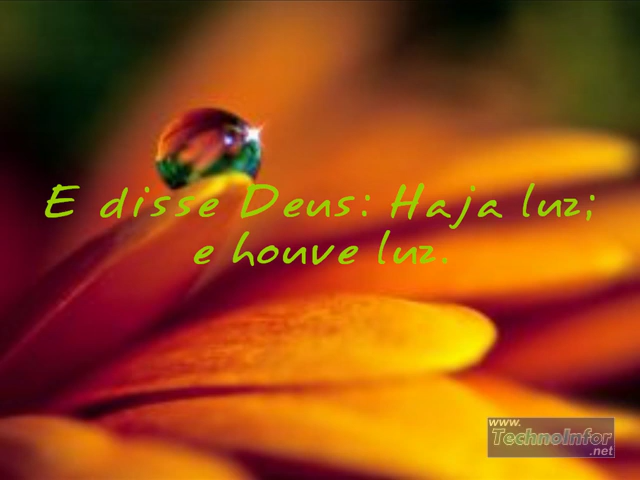 E disse Deus: Haja luz;
e houve luz.
www.
TechnoInfor
.net